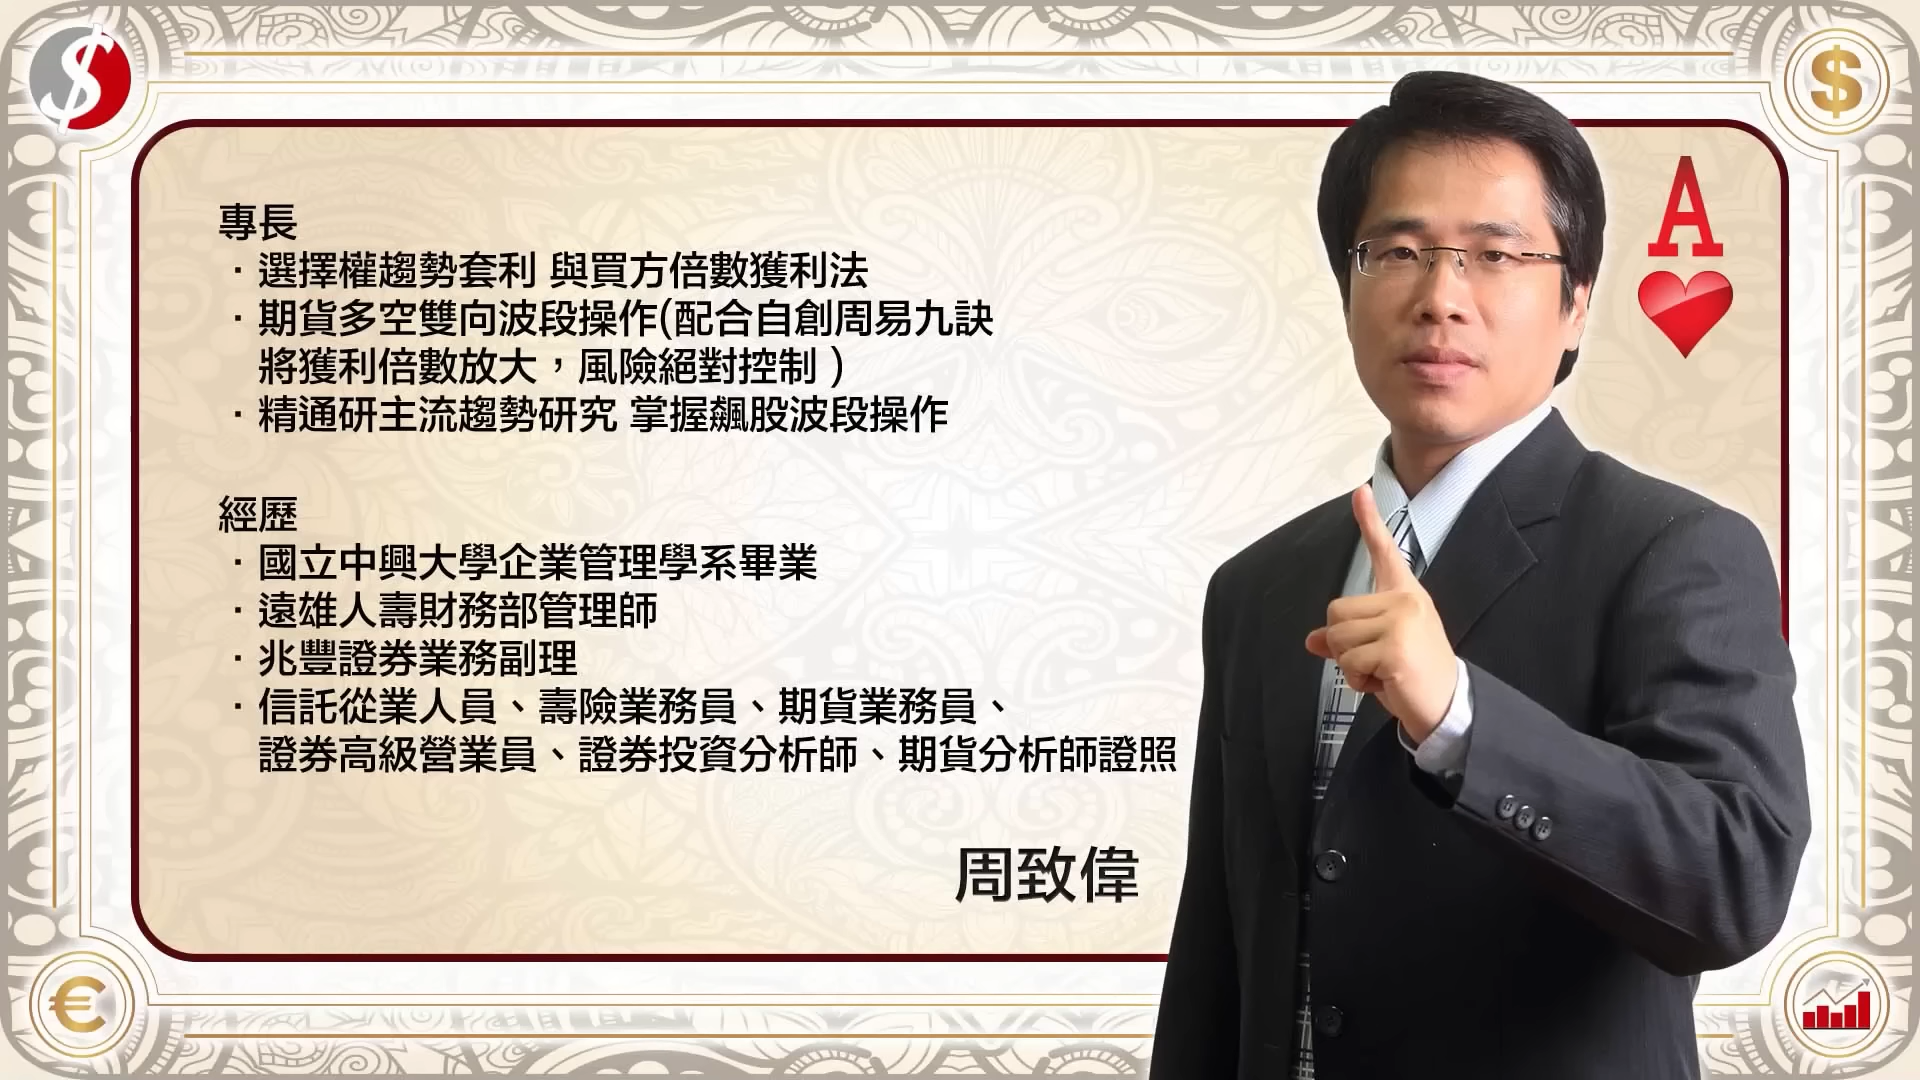 專長
·選擇權趨勢套利 與買方倍數獲利法
·期貨多空雙向波段操作(配合自創周易九訣
將獲利倍數放大，風險絕對控制)
·精通研主流趨勢研究 掌握飆股波段操作
經歷
·國立中興大學企業管理學系畢業
·遠雄人壽財務部管理師
·兆豐證券業務副理
·信託從業人員、壽險業務員、期貨業務員、
證券高級營業員、證券投資分析師、期貨分析師證照
周致偉
A
$
$
€